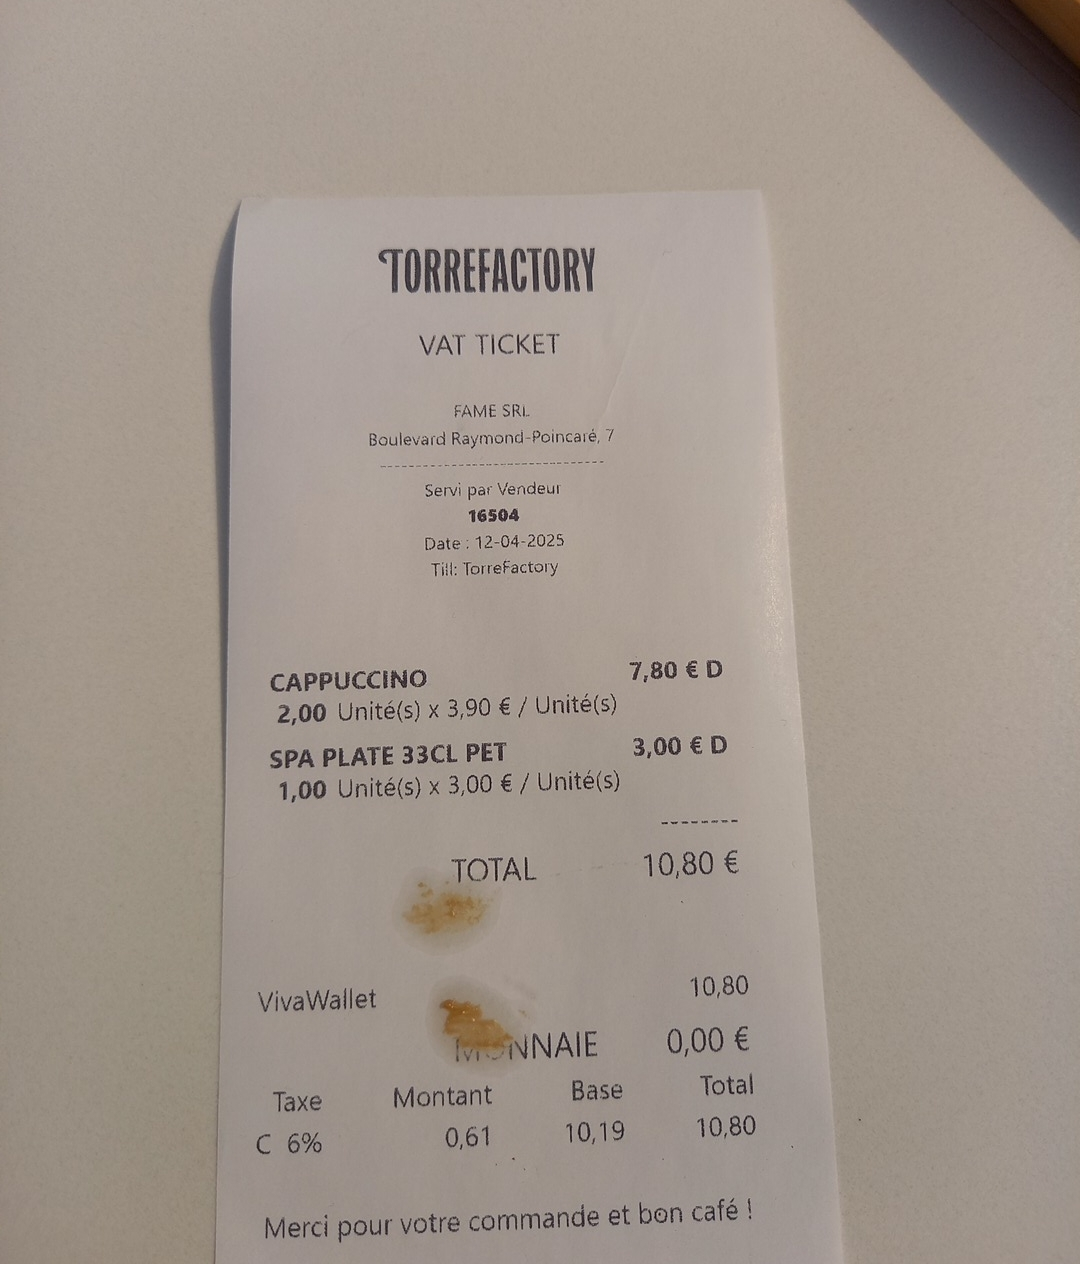 TORREFACTORY
VAT TICKET
FAME SRL
Boulevard Raymond-Poincaré, 7
--------------------------------
Servi par Vendeur
16504
Date : 12-04-2025
Till: TorreFactory
CAPPUCCINO 7,80 € D
2,00 Unité(s) x 3,90 € / Unité(s)
SPA PLATE 33CL PET 3,00 € D
1,00 Unité(s) x 3,00 € / Unité(s)
--------
TOTAL 10,80 €
VivaWallet 10,80
MONNAIE 0,00 €
Taxe Montant Base Total
C 6% 0,61 10,19 10,80
Merci pour votre commande et bon café !